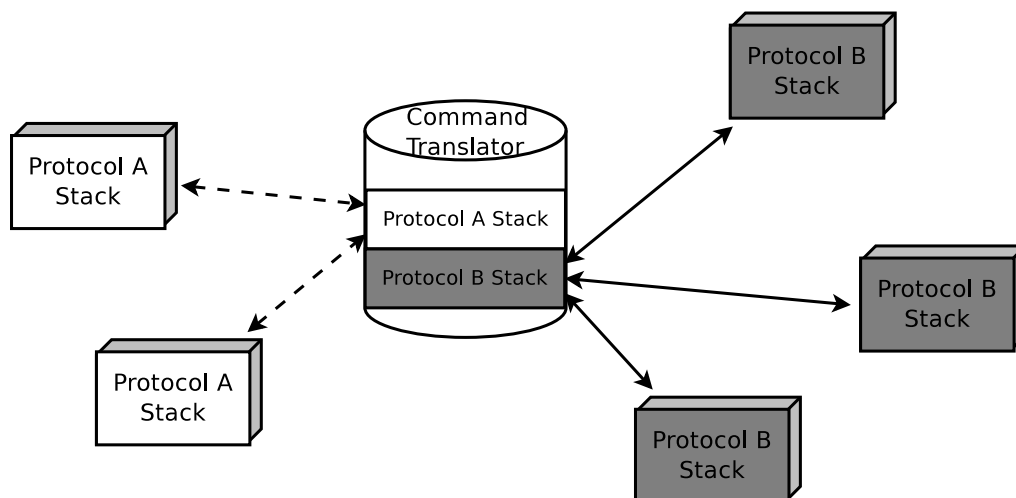 Protocol B
Stack
Command
Translator
Protocol A
Stack
Protocol A Stack
Protocol B Stack
Protocol B
Stack
Protocol A
Stack
Protocol B
Stack